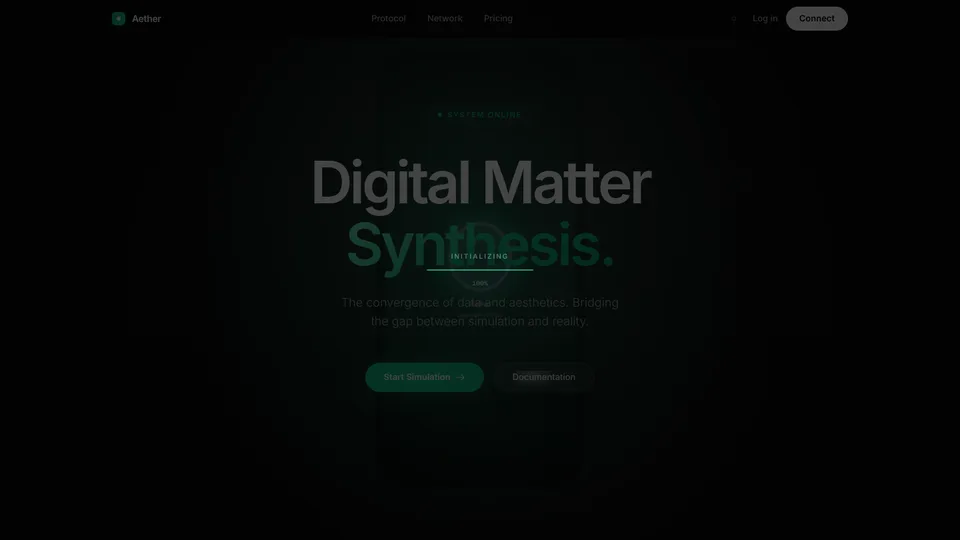 Aether
Protocol Network Pricing
Log in Connect
SYSTEM ONLINE
Digital Matter
Synthesis.
INITIALIZING
100%
The convergence of data and aesthetics. Bridging
the gap between simulation and reality.
Start Simulation → Documentation